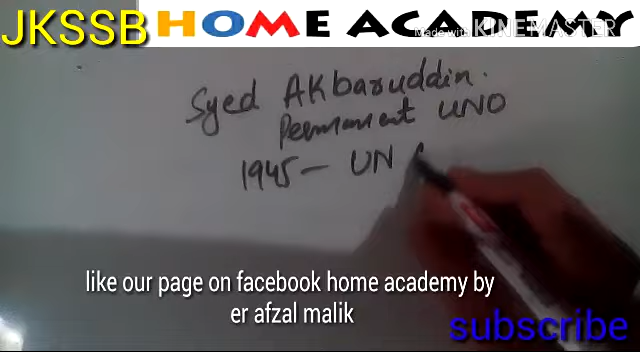 JKSSB HOME ACADEMY
Made with KINEMASTER
Syed Akbaruddin.
Permanent UNO
1945 - UN
like our page on facebook home academy by
er afzal malik
subscribe